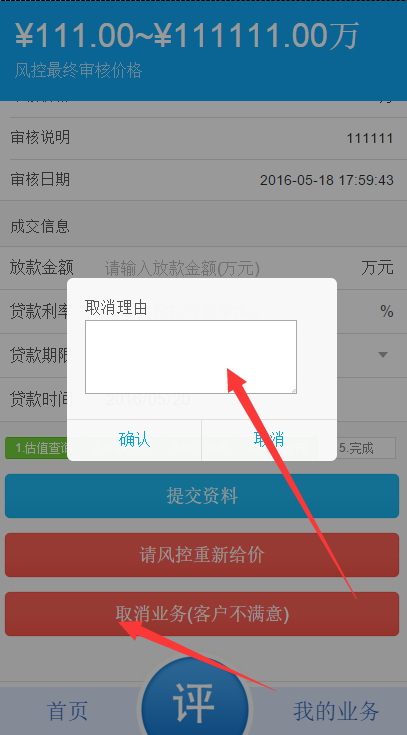 ¥111.00~¥111111.00万
风控最终审核价格
审核说明 111111
审核日期 2016-05-18 17:59:43
成交信息
放款金额 请输入放款金额(万元) 万元
取消理由
贷款利率 %
贷款期限
贷款时间
确认 取消
1.估值查询 5.完成
提交资料
请风控重新给价
取消业务(客户不满意)
首页 评 我的业务